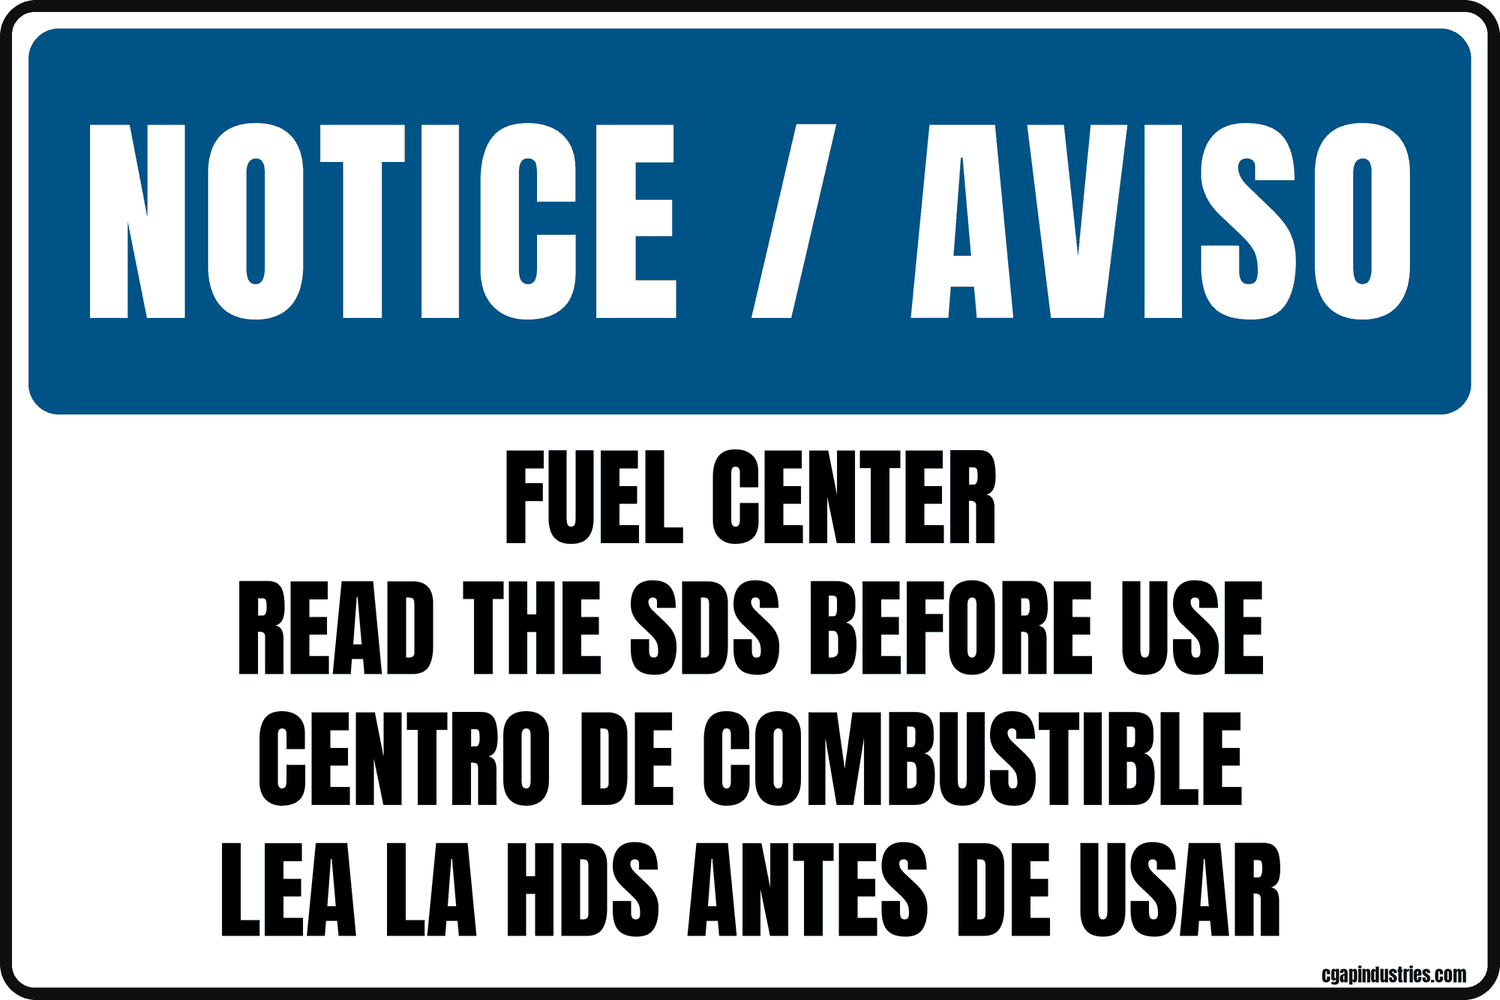 NOTICE / AVISO
FUEL CENTER
READ THE SDS BEFORE USE
CENTRO DE COMBUSTIBLE
LEA LA HDS ANTES DE USAR
cgapindustries.com